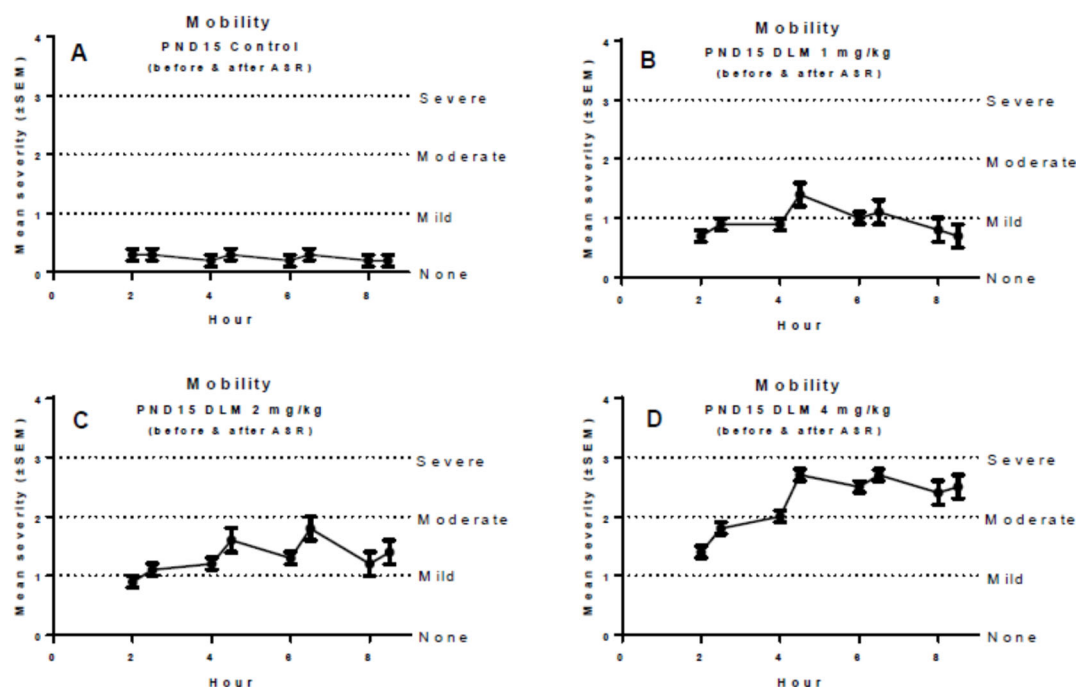 Mobility
PND15 Control
(before & after ASR)
A
Mean severity (±SEM)
4
3
2
1
0
Severe
Moderate
Mild
None
0 2 4 6 8
Hour
Mobility
PND15 DLM 1 mg/kg
(before & after ASR)
B
Mean severity (±SEM)
4
3
2
1
0
Severe
Moderate
Mild
None
0 2 4 6 8
Hour
Mobility
PND15 DLM 2 mg/kg
(before & after ASR)
C
Mean severity (±SEM)
4
3
2
1
0
Severe
Moderate
Mild
None
0 2 4 6 8
Hour
Mobility
PND15 DLM 4 mg/kg
(before & after ASR)
D
Mean severity (±SEM)
4
3
2
1
0
Severe
Moderate
Mild
None
0 2 4 6 8
Hour